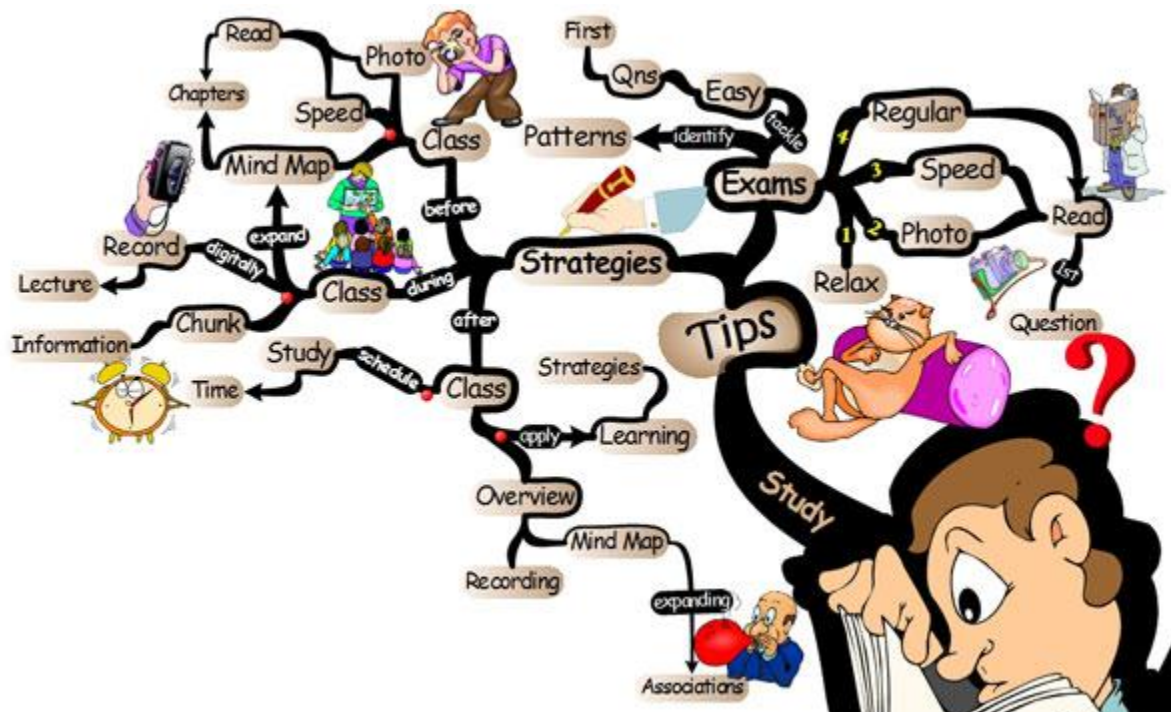 First
Read
Photo
Qns
Easy
Chapters
Speed
Class
tackle
Regular
Patterns
identify
4
Mind Map
Exams
3
Speed
before
expand
2
Photo
Read
Record
digitally
1
Strategies
1st
Lecture
Class
during
Relax
after
Question
Chunk
Tips
Information
Study
schedule
Strategies
Time
Class
apply
Learning
Study
Overview
Mind Map
Recording
expanding
Associations